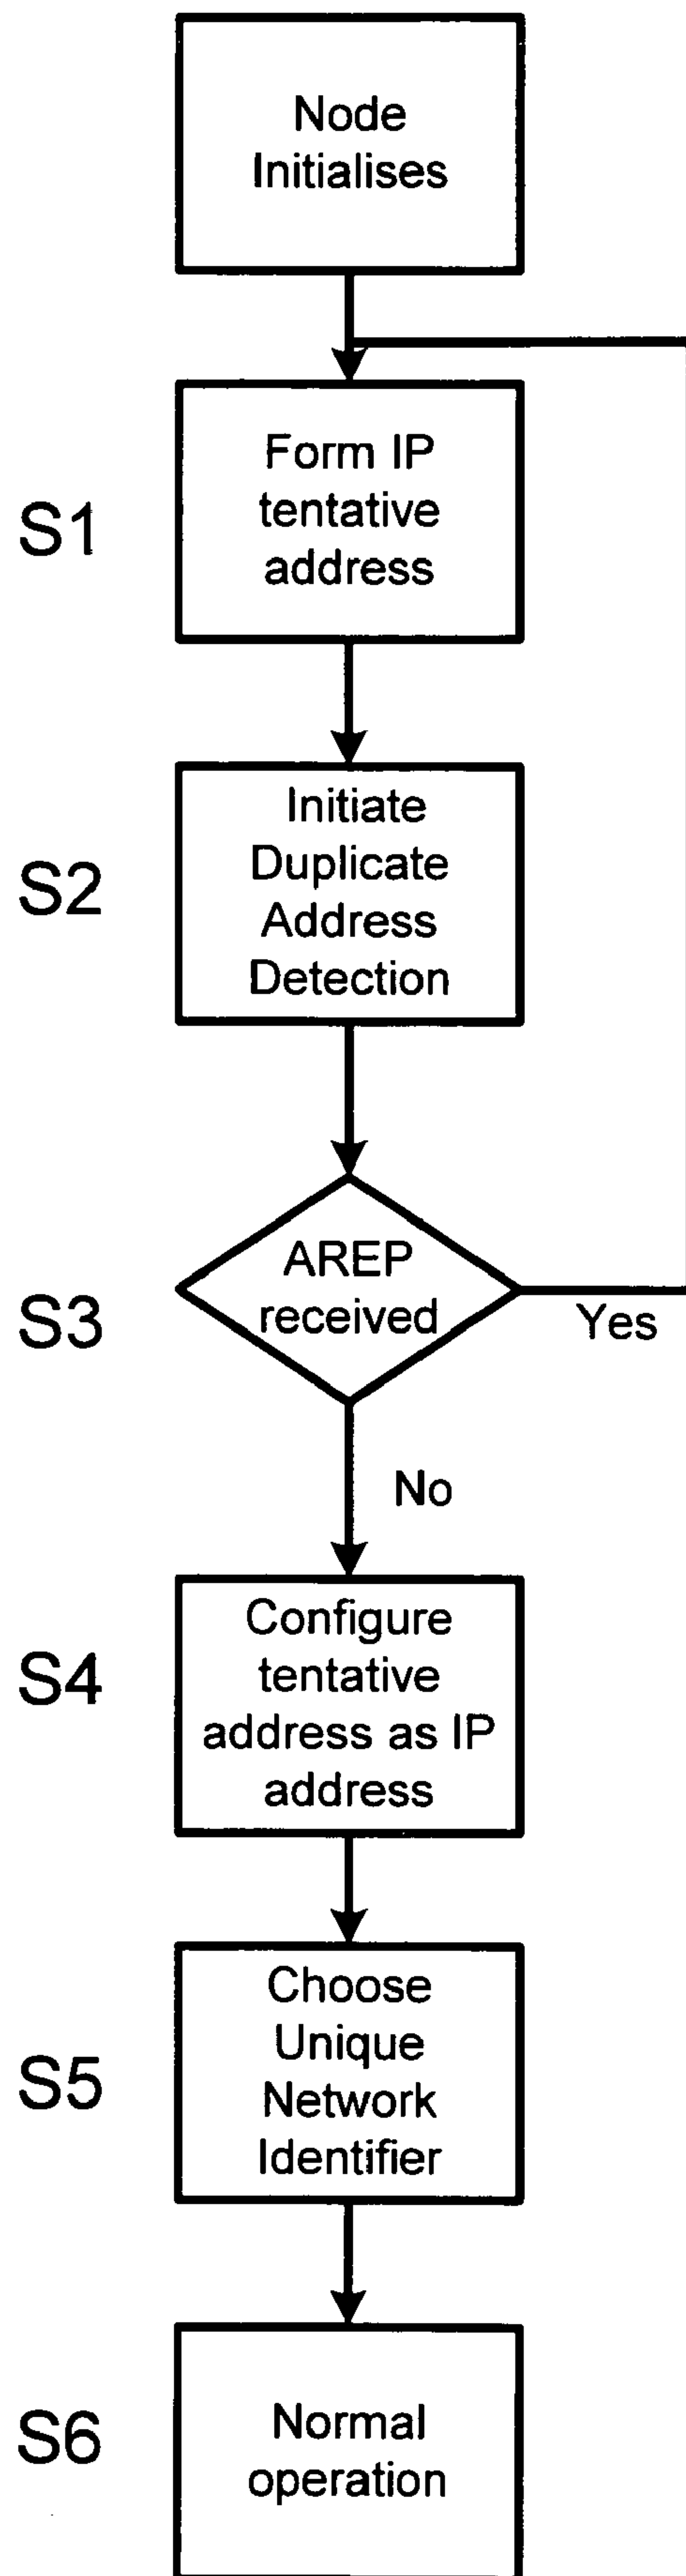 Node
Initialises
S1
Form IP
tentative
address
S2
Initiate
Duplicate
Address
Detection
S3
AREP
received
Yes
No
S4
Configure
tentative
address as IP
address
S5
Choose
Unique
Network
Identifier
S6
Normal
operation